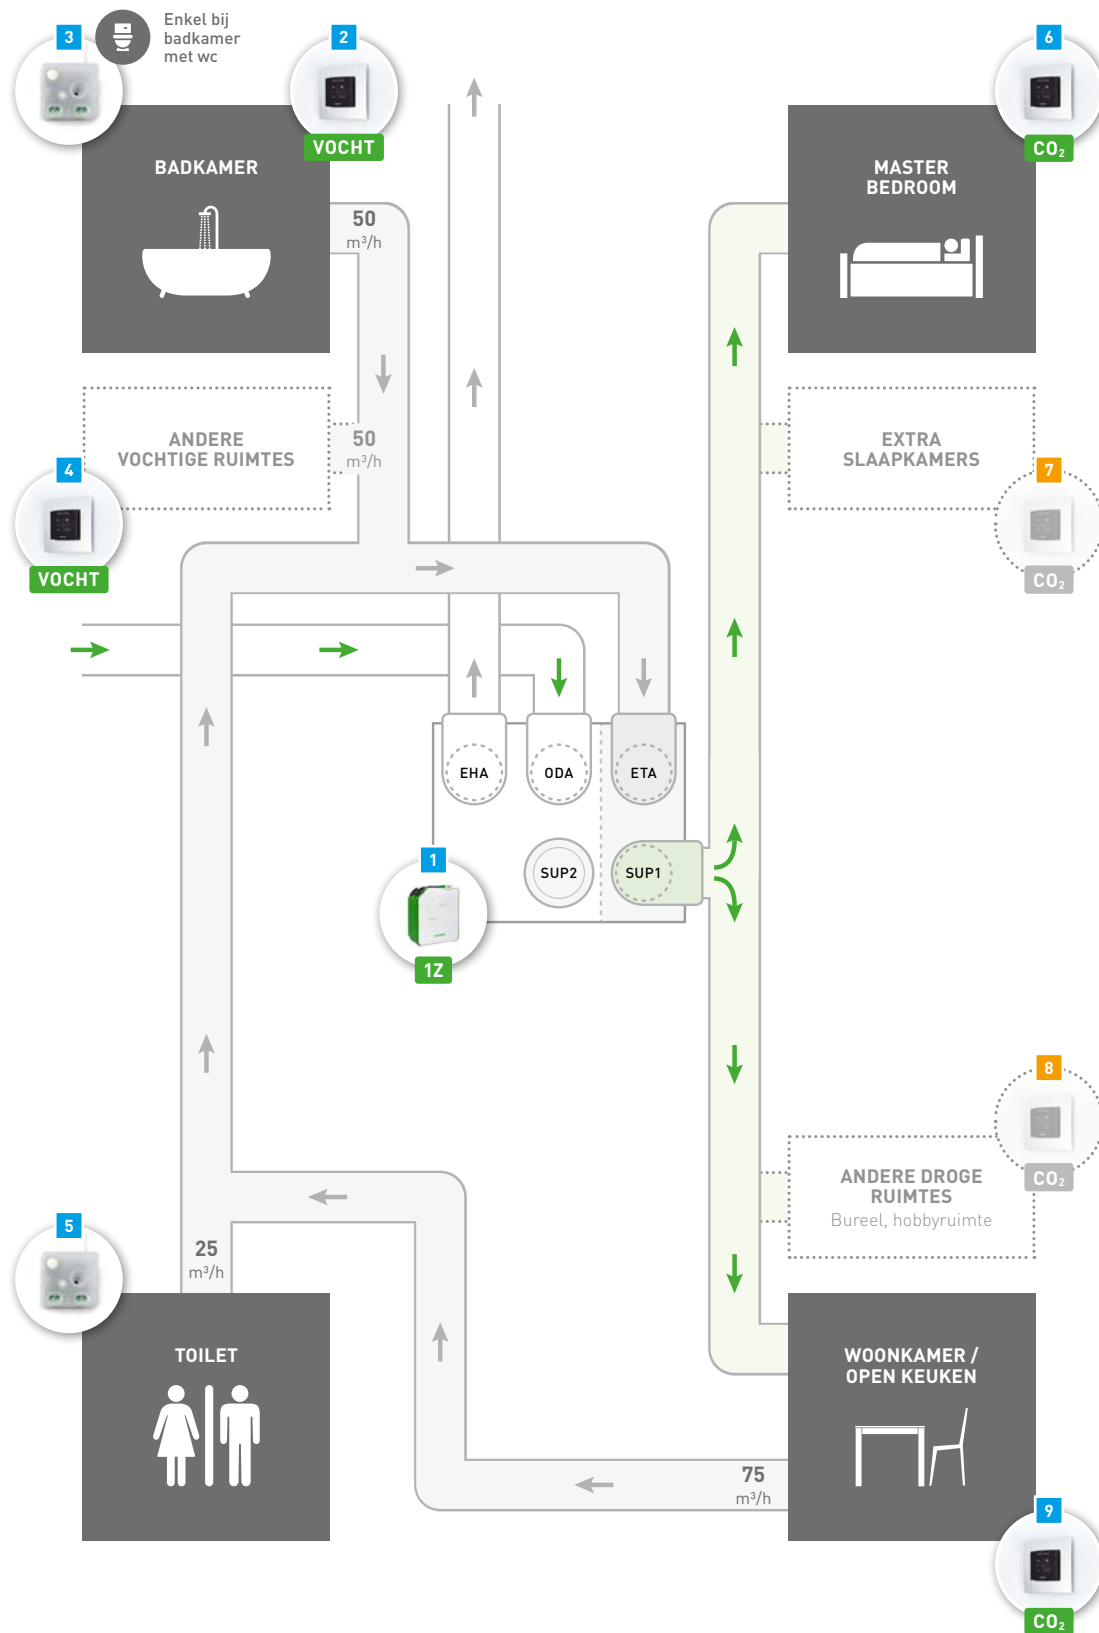 3
Enkel bij
badkamer
met wc
2
VOCHT
6
CO₂
BADKAMER
MASTER
BEDROOM
50
m³/h
ANDERE
VOCHTIGE RUIMTES
50
m³/h
4
VOCHT
EXTRA
SLAAPKAMERS
7
CO₂
EHA
ODA
ETA
SUP2
SUP1
1
1Z
8
CO₂
ANDERE DROGE
RUIMTES
Bureel, hobbyruimte
5
25
m³/h
TOILET
WOONKAMER /
OPEN KEUKEN
75
m³/h
9
CO₂